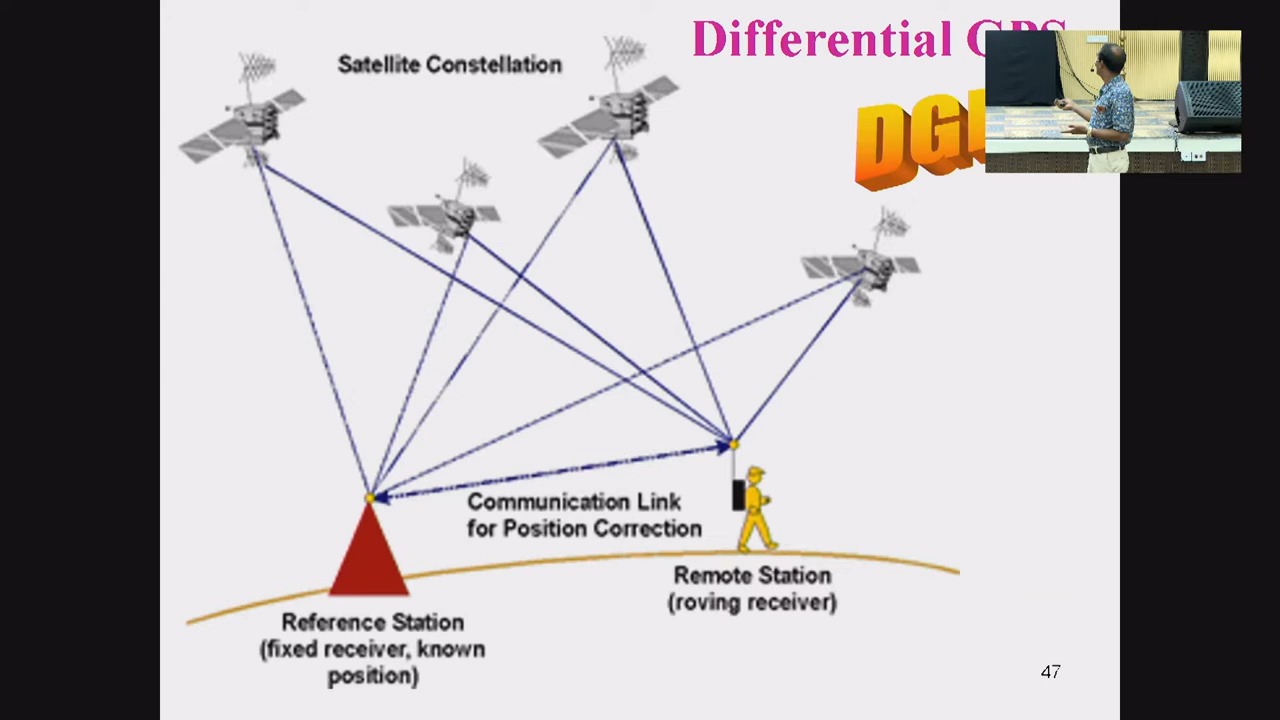 Differential GPS
Satellite Constellation
Communication Link
for Position Correction
Remote Station
(roving receiver)
Reference Station
(fixed receiver, known
position)
47